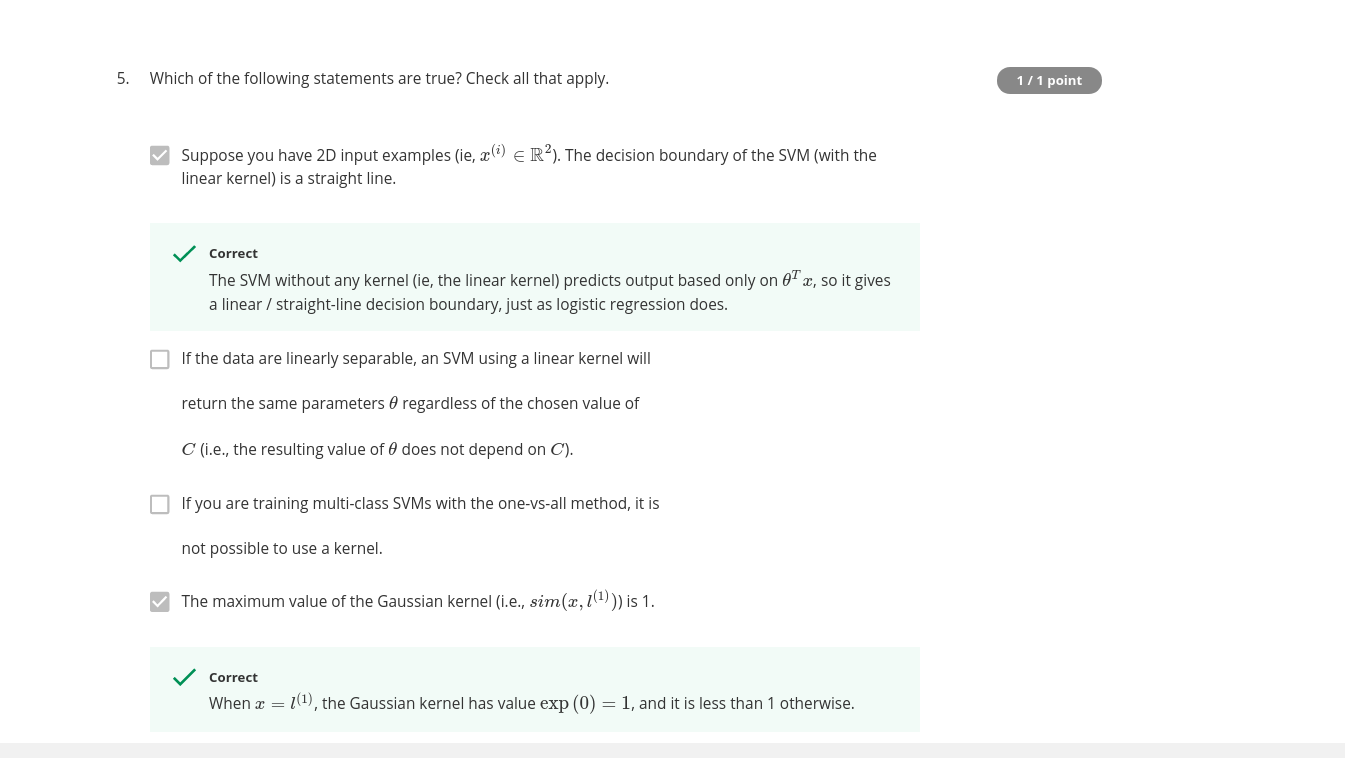 5. Which of the following statements are true? Check all that apply.
1 / 1 point
Suppose you have 2D input examples (ie, x^{(i)} ∈ ℝ^2). The decision boundary of the SVM (with the
linear kernel) is a straight line.
Correct
The SVM without any kernel (ie, the linear kernel) predicts output based only on θ^T x, so it gives
a linear / straight-line decision boundary, just as logistic regression does.
If the data are linearly separable, an SVM using a linear kernel will
return the same parameters θ regardless of the chosen value of
C (i.e., the resulting value of θ does not depend on C).
If you are training multi-class SVMs with the one-vs-all method, it is
not possible to use a kernel.
The maximum value of the Gaussian kernel (i.e., sim(x, l^{(1)})) is 1.
Correct
When x = l^{(1)}, the Gaussian kernel has value exp (0) = 1, and it is less than 1 otherwise.